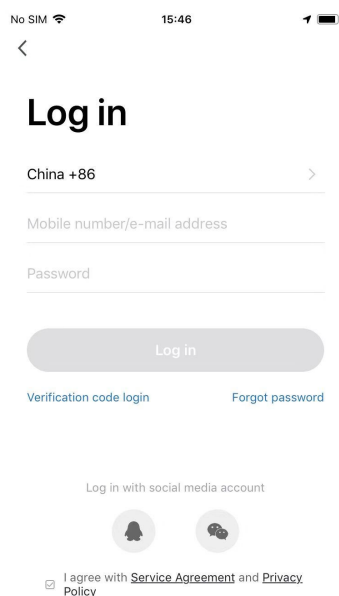 No SIM 15:46
Log in
China +86
Mobile number/e-mail address
Password
Log in
Verification code login Forgot password
Log in with social media account
I agree with Service Agreement and Privacy
Policy